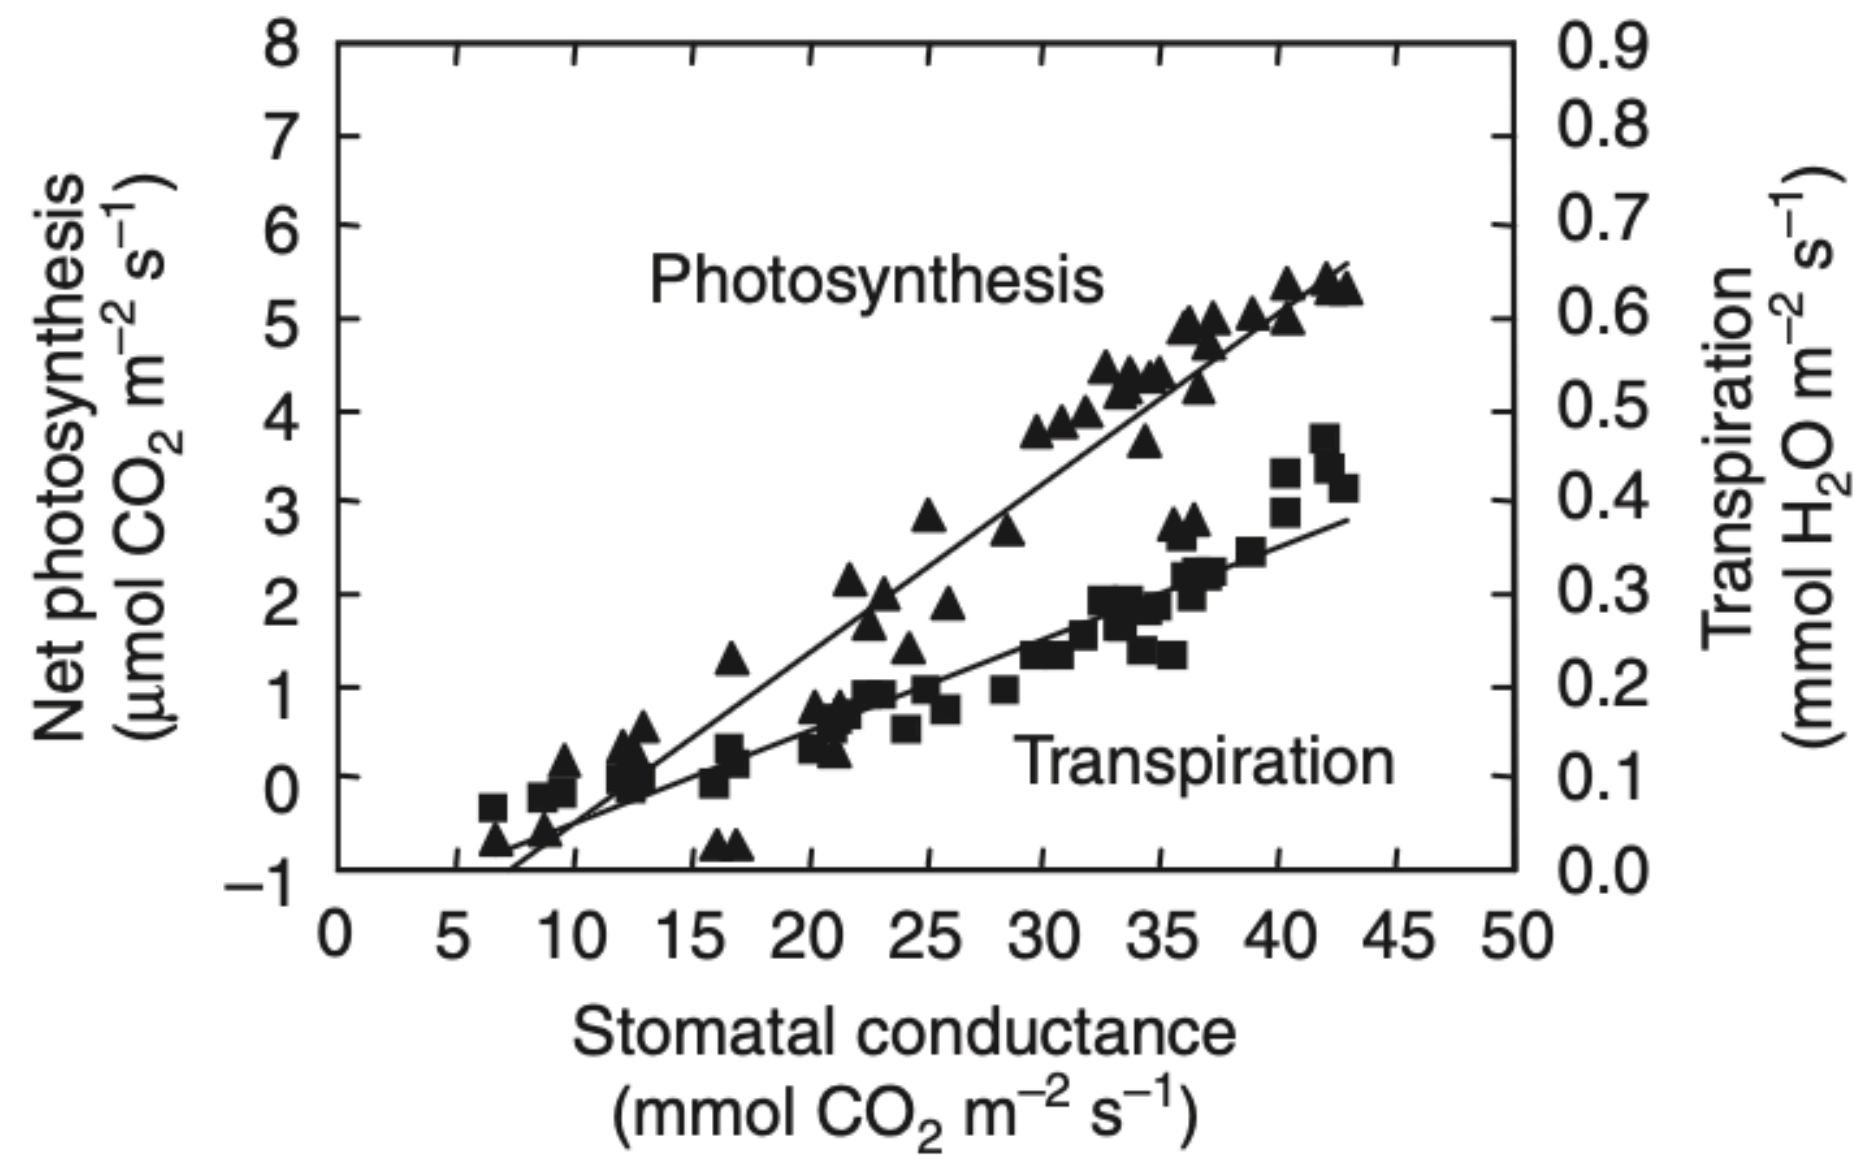 8
7
6
5
4
3
2
1
0
–1
0.9
0.8
0.7
0.6
0.5
0.4
0.3
0.2
0.1
0.0
Net photosynthesis
(μmol CO₂ m⁻² s⁻¹)
Photosynthesis
Transpiration
Transpiration
(mmol H₂O m⁻² s⁻¹)
0 5 10 15 20 25 30 35 40 45 50
Stomatal conductance
(mmol CO₂ m⁻² s⁻¹)